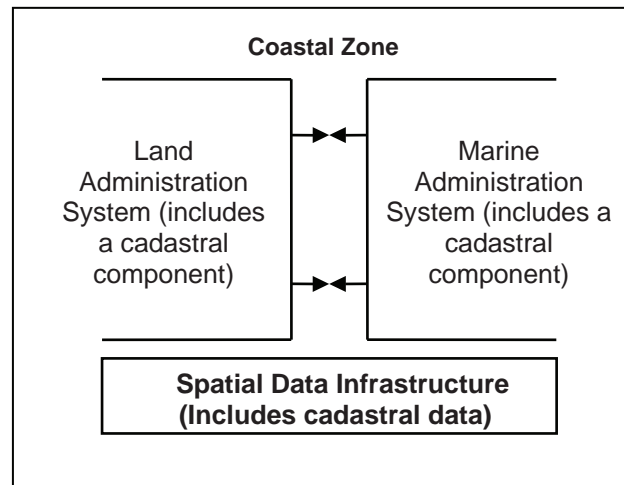 Coastal Zone
Land
Administration
System (includes
a cadastral
component)
Marine
Administration
System (includes a
cadastral
component)
Spatial Data Infrastructure
(Includes cadastral data)